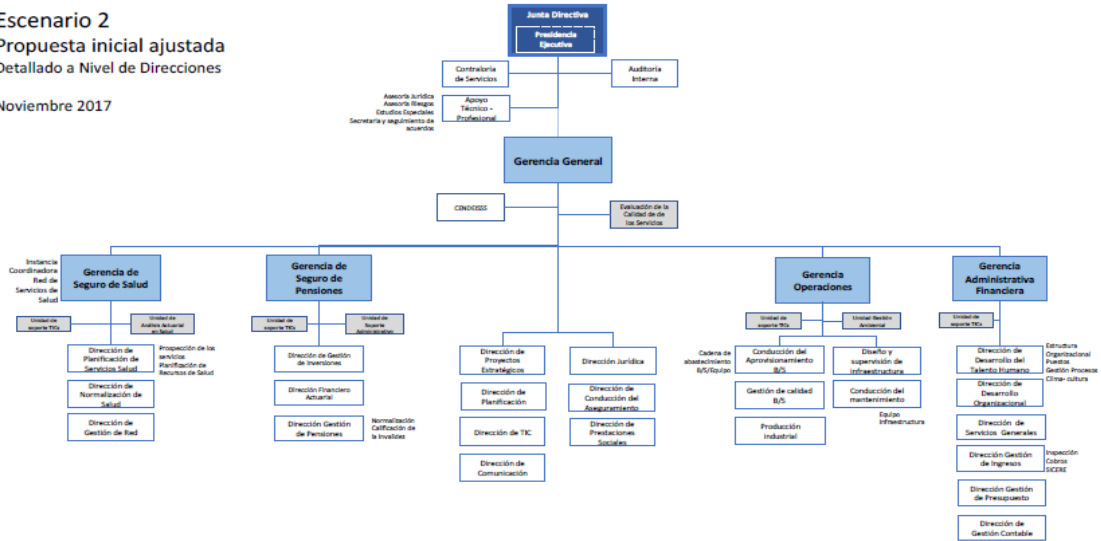 Escenario 2
Propuesta inicial ajustada
Detallado a Nivel de Direcciones
Noviembre 2017
Junta Directiva
Presidencia
Ejecutiva
Contraloría
de Servicios
Auditoría
Interna
Asesoría Jurídica
Asesoría Riesgos
Estudios Especiales
Secretaría y seguimiento de
acuerdos
Apoyo
Técnico -
Profesional
Gerencia General
CENDEISSS
Evaluación de la
Calidad de de
los Servicios
Instancia
Coordinadora
Red de
Servicios de
Salud
Gerencia de
Seguro de Salud
Unidad de
soporte TICs
Unidad de
Análisis Actuarial
en Salud
Dirección de
Planificación de
Servicios Salud
Prospección de los
servicios
Planificación de
Recursos de Salud
Dirección de
Normalización de
Salud
Dirección de
Gestión de Red
Gerencia de
Seguro de
Pensiones
Unidad de
soporte TICs
Unidad de
Soporte
Administrativo
Dirección de Gestión
de Inversiones
Dirección Financiero
Actuarial
Dirección Gestión
de Pensiones
Normalización
Calificación de
la Invalidez
Dirección de
Proyectos
Estratégicos
Dirección de
Planificación
Dirección de TIC
Dirección de
Comunicación
Dirección Jurídica
Dirección de
Conducción del
Aseguramiento
Dirección de
Prestaciones
Sociales
Gerencia
Operaciones
Unidad de
soporte TICs
Unidad Gestión
Ambiental
Cadena de
abastecimiento
B/S/Equipo
Conducción del
Aprovisionamiento
B/S
Gestión de calidad
B/S
Producción
industrial
Diseño y
supervisión de
infraestructura
Conducción del
mantenimiento
Equipo
Infraestructura
Gerencia
Administrativa
Financiera
Unidad de
soporte TICs
Dirección de
Desarrollo del
Talento Humano
Estructura
Organizacional
Puestos
Gestión Procesos
Clima- cultura
Dirección de
Desarrollo
Organizacional
Dirección de
Servicios Generales
Dirección Gestión
de Ingresos
Inspección
Cobros
SICERE
Dirección Gestión
de Presupuesto
Dirección de
Gestión Contable